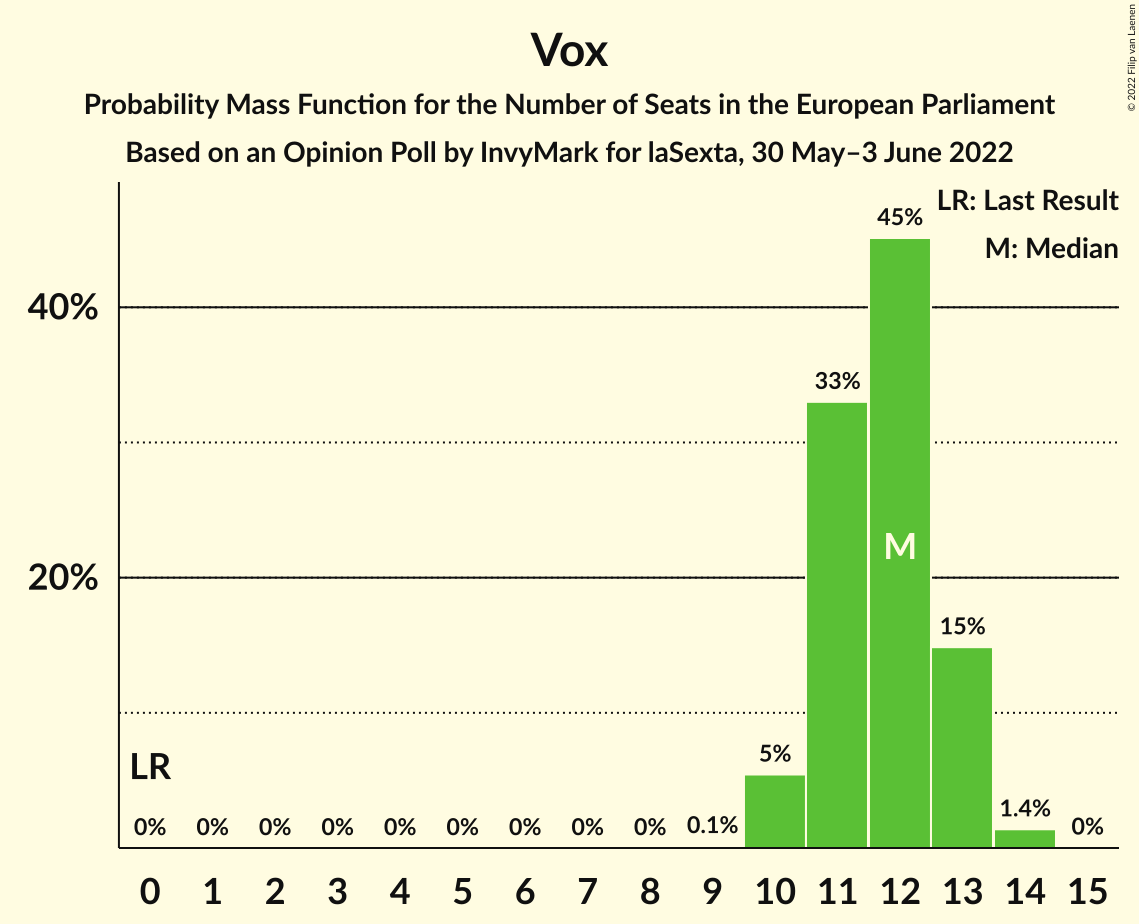 Vox
Probability Mass Function for the Number of Seats in the European Parliament
Based on an Opinion Poll by InvyMark for laSexta, 30 May–3 June 2022
© 2022 Filip van Laenen
LR: Last Result
M: Median
40%
20%
LR
M
0% 0% 0% 0% 0% 0% 0% 0% 0% 0.1% 5% 33% 45% 15% 1.4% 0%
0 1 2 3 4 5 6 7 8 9 10 11 12 13 14 15